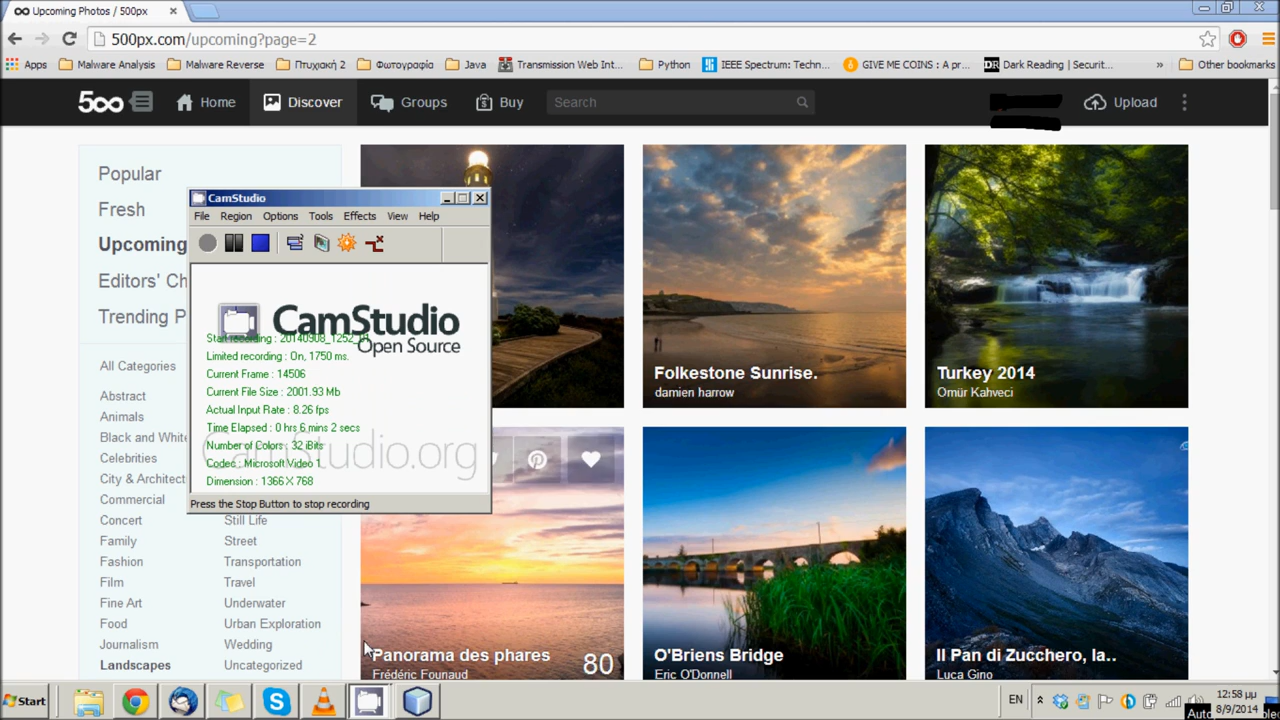 Upcoming Photos / 500px
500px.com/upcoming?page=2
Apps Malware Analysis Malware Reverse Πτυχιακή 2 Φωτογραφία Java Transmission Web Int... Python IEEE Spectrum: Techn... GIVE ME COINS : A pr... DR Dark Reading | Securit... » Other bookmarks
500 Home Discover Groups Buy Search Upload
Popular
Fresh
Upcoming
Editors' Ch
Trending P
All Categories
Abstract
Animals
Black and White
Celebrities
City & Architect
Commercial
Concert Still Life
Family Street
Fashion Transportation
Film Travel
Fine Art Underwater
Food Urban Exploration
Journalism Wedding
Landscapes Uncategorized
CamStudio
File Region Options Tools Effects View Help
CamStudio
Open Source
Start recording : 20140908_1252_
Limited recording : On, 1750 ms.
Current Frame : 14506
Current File Size : 2001.93 Mb
Actual Input Rate : 8.26 fps
Time Elapsed : 0 hrs 6 mins 2 secs
Number of Colors : 32 iBits
CamStudio.org
Codec : Microsoft Video 1
Dimension : 1366 X 768
Press the Stop Button to stop recording
Folkestone Sunrise.
damien harrow
Turkey 2014
Omür Kahveci
Panorama des phares
Frédéric Founaud
80
O'Briens Bridge
Eric O'Donnell
Il Pan di Zucchero, la..
Luca Gino
Start
EN
12:58 μμ
8/9/2014